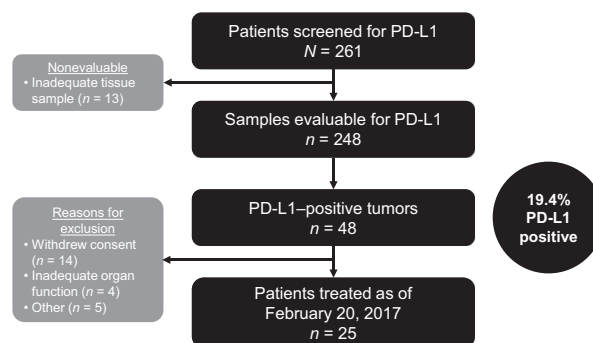 Patients screened for PD-L1
N = 261
Nonevaluable
• Inadequate tissue
sample (n = 13)
Samples evaluable for PD-L1
n = 248
PD-L1–positive tumors
n = 48
19.4%
PD-L1
positive
Reasons for
exclusion
• Withdrew consent
(n = 14)
• Inadequate organ
function (n = 4)
• Other (n = 5)
Patients treated as of
February 20, 2017
n = 25